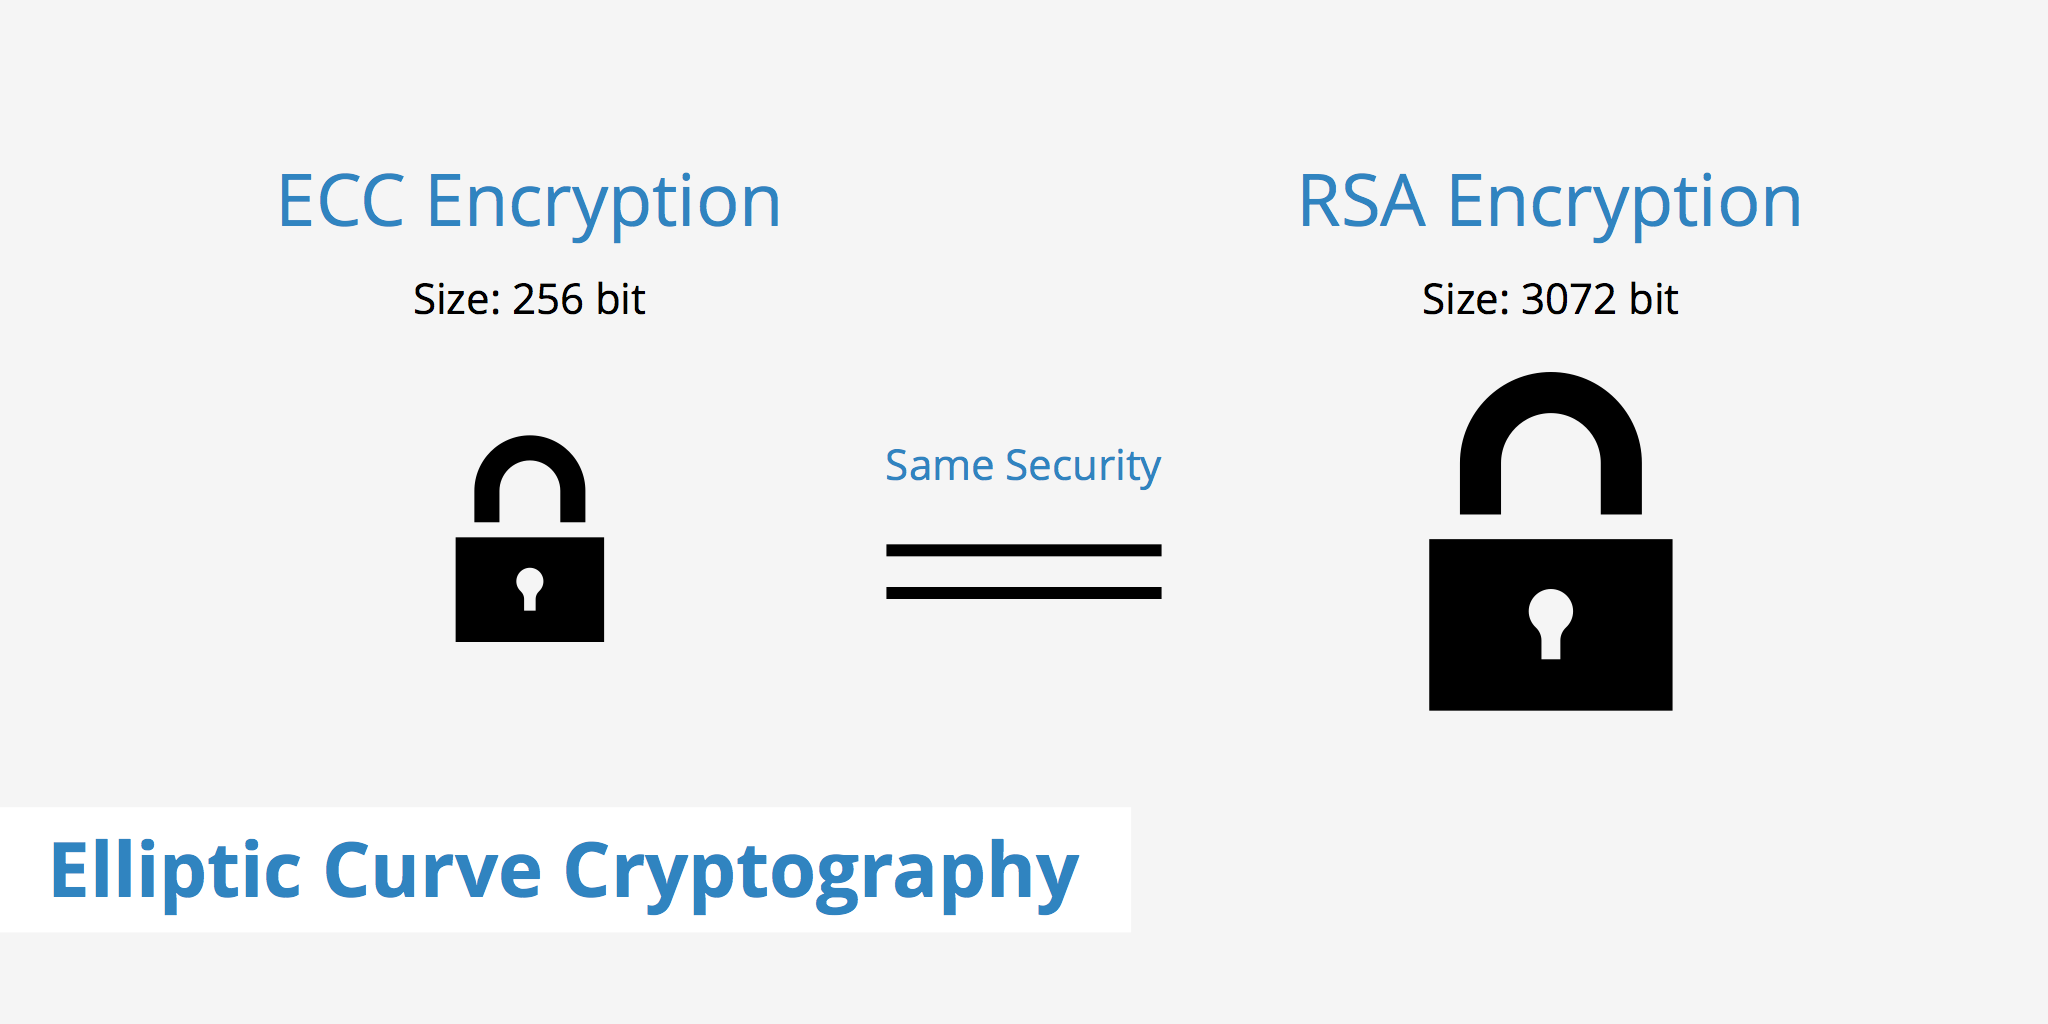 ECC Encryption
Size: 256 bit
RSA Encryption
Size: 3072 bit
Same Security
Elliptic Curve Cryptography